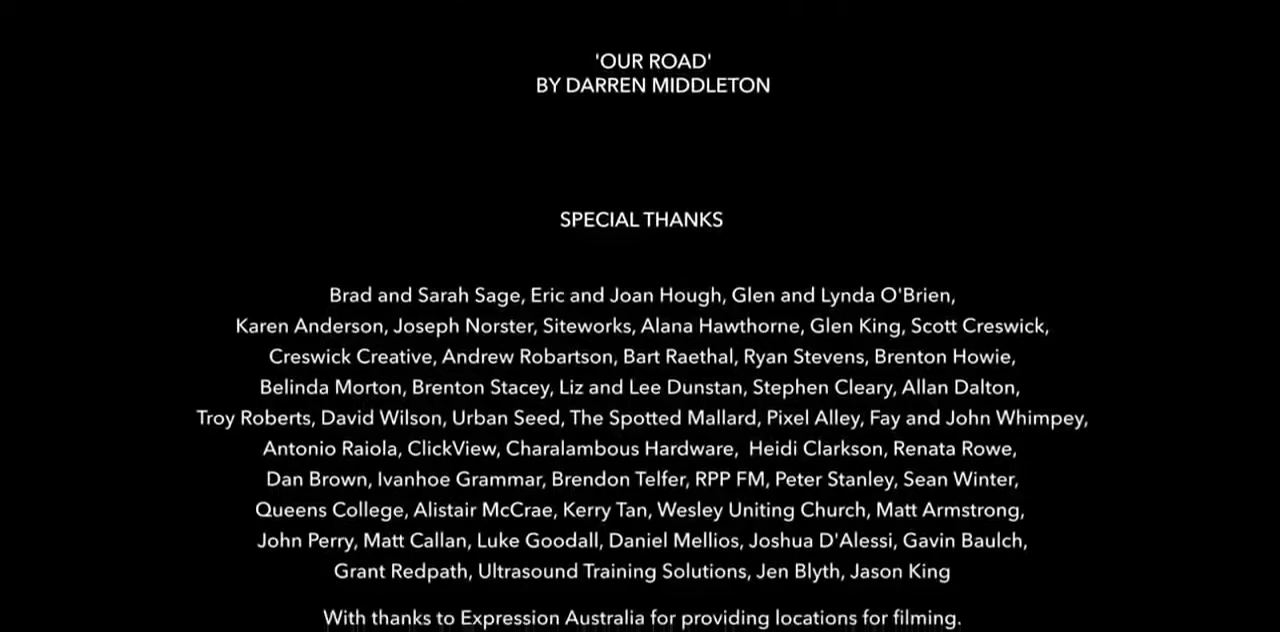 'OUR ROAD'
BY DARREN MIDDLETON
SPECIAL THANKS
Brad and Sarah Sage, Eric and Joan Hough, Glen and Lynda O'Brien,
Karen Anderson, Joseph Norster, Siteworks, Alana Hawthorne, Glen King, Scott Creswick,
Creswick Creative, Andrew Robartson, Bart Raethal, Ryan Stevens, Brenton Howie,
Belinda Morton, Brenton Stacey, Liz and Lee Dunstan, Stephen Cleary, Allan Dalton,
Troy Roberts, David Wilson, Urban Seed, The Spotted Mallard, Pixel Alley, Fay and John Whimpey,
Antonio Raiola, ClickView, Charalambous Hardware,  Heidi Clarkson, Renata Rowe,
Dan Brown, Ivanhoe Grammar, Brendon Telfer, RPP FM, Peter Stanley, Sean Winter,
Queens College, Alistair McCrae, Kerry Tan, Wesley Uniting Church, Matt Armstrong,
John Perry, Matt Callan, Luke Goodall, Daniel Mellios, Joshua D'Alessi, Gavin Baulch,
Grant Redpath, Ultrasound Training Solutions, Jen Blyth, Jason King
With thanks to Expression Australia for providing locations for filming.